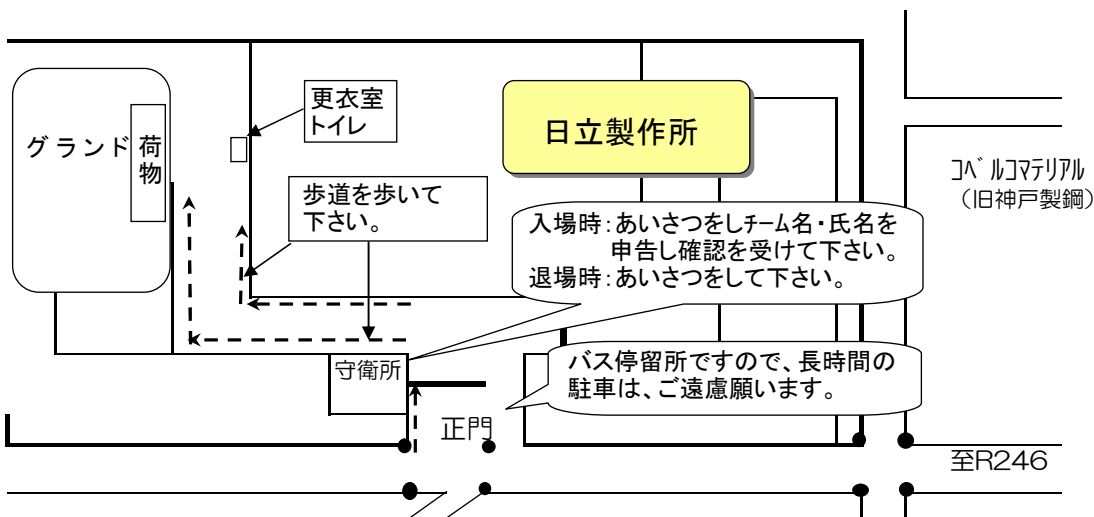 更衣室
トイレ
グランド
荷物
日立製作所
歩道を歩いて
下さい。
コベルコマテリアル
（旧神戸製鋼）
入場時：あいさつをしチーム名・氏名を
申告し確認を受けて下さい。
退場時：あいさつをして下さい。
守衛所
バス停留所ですので、長時間の
駐車は、ご遠慮願います。
正門
至R246